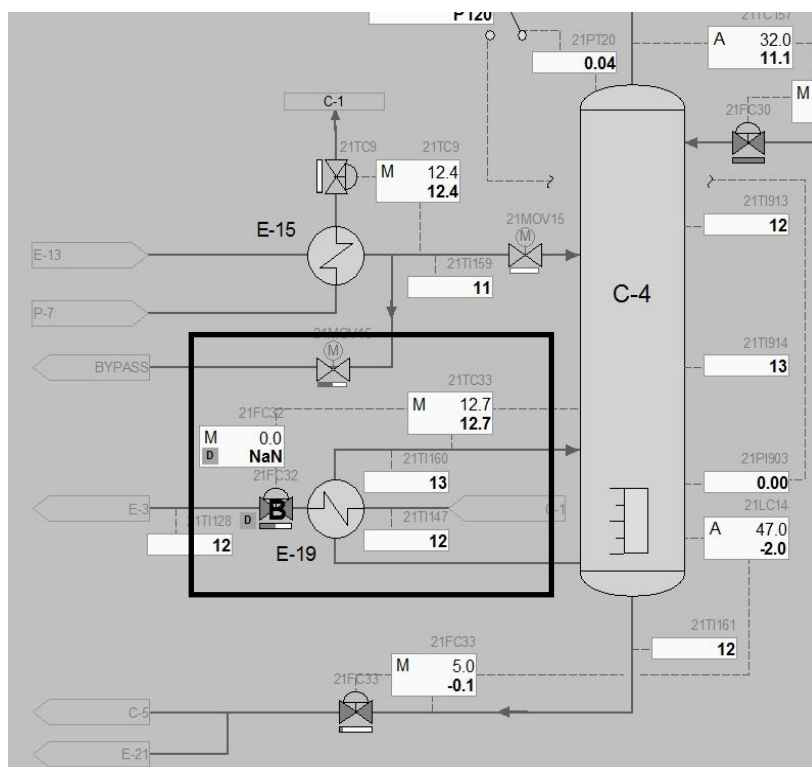 PT20
21PT20
0.04
21TC157
A 32.0
11.1
C-1
21TC9
21TC9
M 12.4
12.4
21FC30
M
E-15
21MOV15
M
21TI913
12
E-13
21TI159
11
C-4
P-7
21MOV16
M
21TI914
13
BYPASS
21TC33
M 12.7
12.7
21FC32
M 0.0
D NaN
21TI160
13
21PI903
0.00
21FC32
B
E-3
21TI128
12
D
E-19
21TI147
12
C-1
21LC14
A 47.0
-2.0
21TI161
12
21FC33
M 5.0
-0.1
21FC33
C-5
E-21